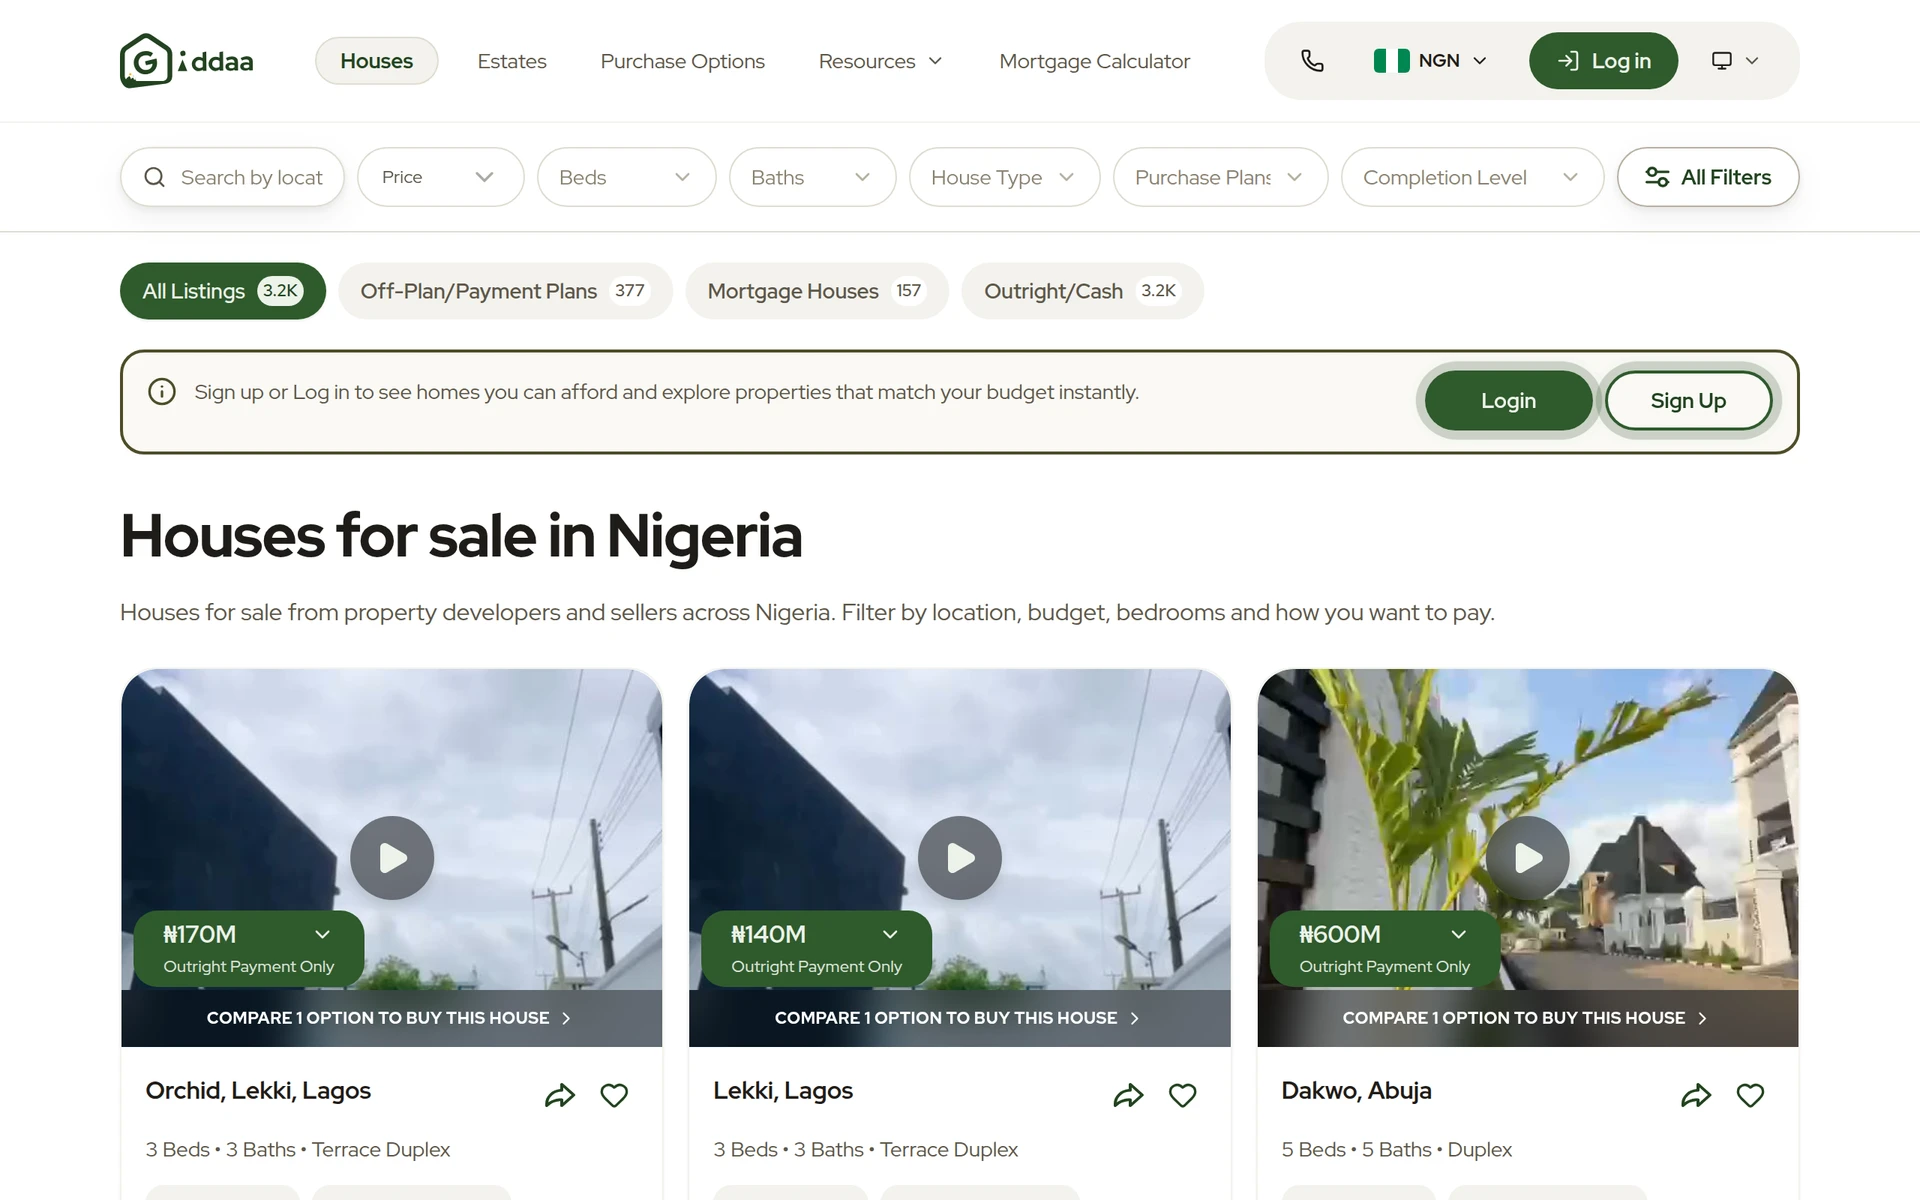 Giddaa
Houses
Estates
Purchase Options
Resources
Mortgage Calculator
NGN
Log in
Search by locat
Price
Beds
Baths
House Type
Purchase Plans
Completion Level
All Filters
All Listings 3.2K
Off-Plan/Payment Plans 377
Mortgage Houses 157
Outright/Cash 3.2K
Sign up or Log in to see homes you can afford and explore properties that match your budget instantly.
Login
Sign Up
Houses for sale in Nigeria
Houses for sale from property developers and sellers across Nigeria. Filter by location, budget, bedrooms and how you want to pay.
₦170M
Outright Payment Only
COMPARE 1 OPTION TO BUY THIS HOUSE
Orchid, Lekki, Lagos
3 Beds • 3 Baths • Terrace Duplex
₦140M
Outright Payment Only
COMPARE 1 OPTION TO BUY THIS HOUSE
Lekki, Lagos
3 Beds • 3 Baths • Terrace Duplex
₦600M
Outright Payment Only
COMPARE 1 OPTION TO BUY THIS HOUSE
Dakwo, Abuja
5 Beds • 5 Baths • Duplex